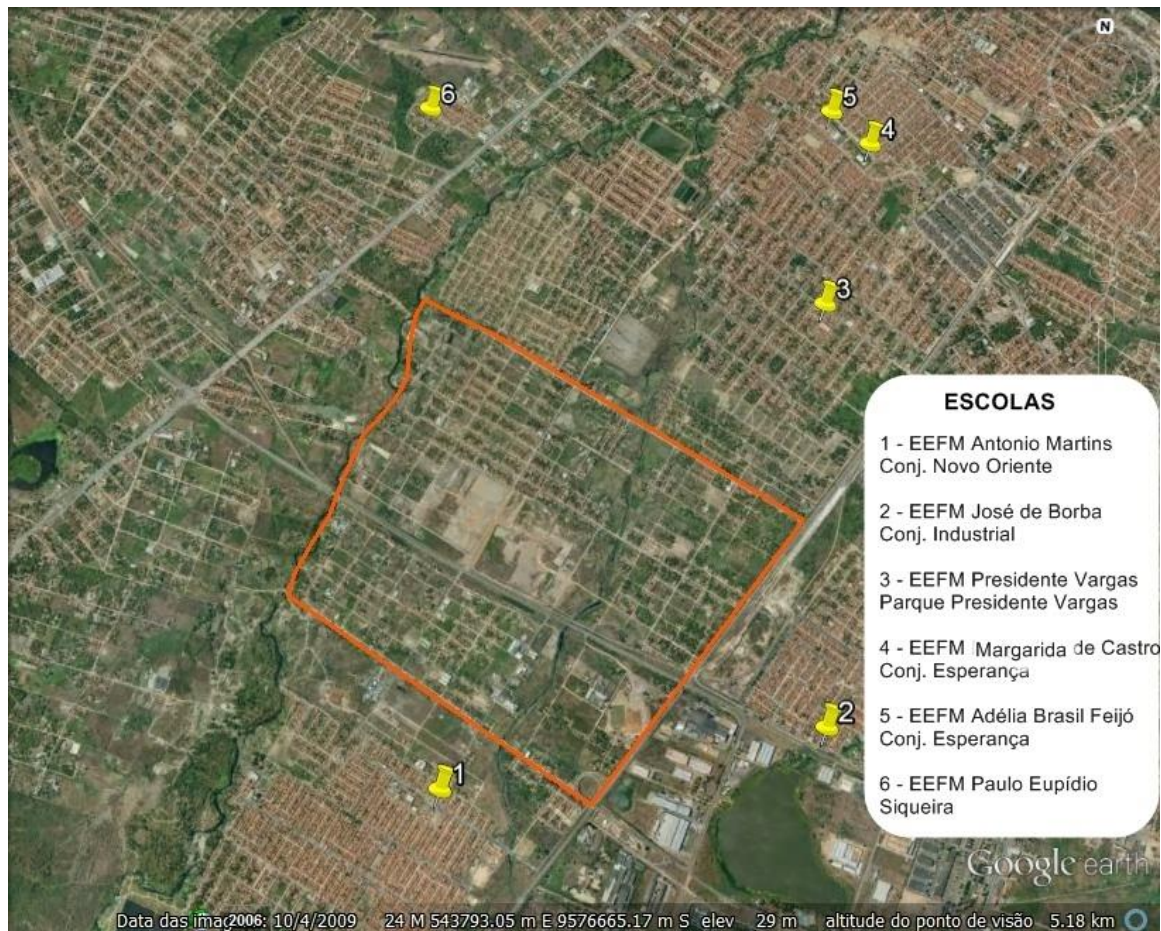 N
6
5
4
3
2
1
ESCOLAS
1 - EEFM Antonio Martins
Conj. Novo Oriente
2 - EEFM José de Borba
Conj. Industrial
3 - EEFM Presidente Vargas
Parque Presidente Vargas
4 - EEFM Margarida de Castro
Conj. Esperança
5 - EEFM Adélia Brasil Feijó
Conj. Esperança
6 - EEFM Paulo Eupídio
Siqueira
Google earth
Data das imaç2006: 10/4/2009 24 M 543793.05 m E 9576665.17 m S elev 29 m altitude do ponto de visão 5.18 km